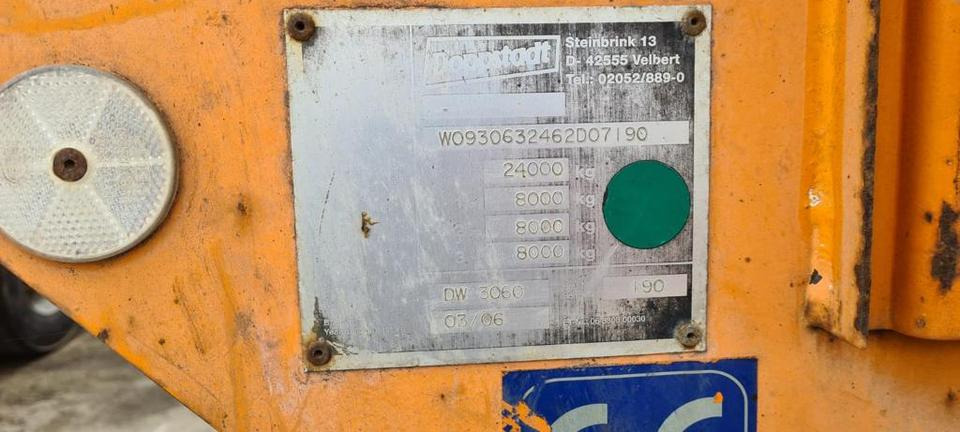 Doppstadt
Steinbrink 13
D- 42555 Velbert
Tel.: 02052/889-0
W0930632462D07190
24000 kg
8000 kg
8000 kg
8000 kg
DW 3060
190
03/06